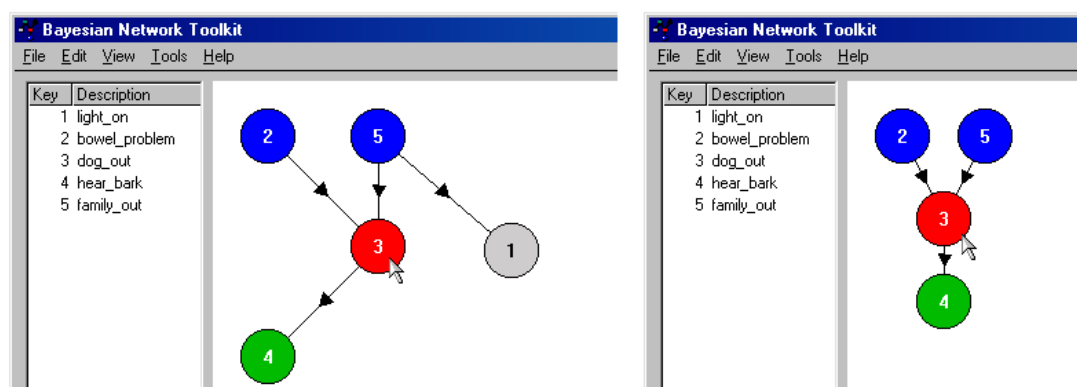 Bayesian Network Toolkit
File Edit View Tools Help
Key Description
1 light_on
2 bowel_problem
3 dog_out
4 hear_bark
5 family_out
2 5
3 1
4
Bayesian Network Toolkit
File Edit View Tools Help
Key Description
1 light_on
2 bowel_problem
3 dog_out
4 hear_bark
5 family_out
2 5
3
4